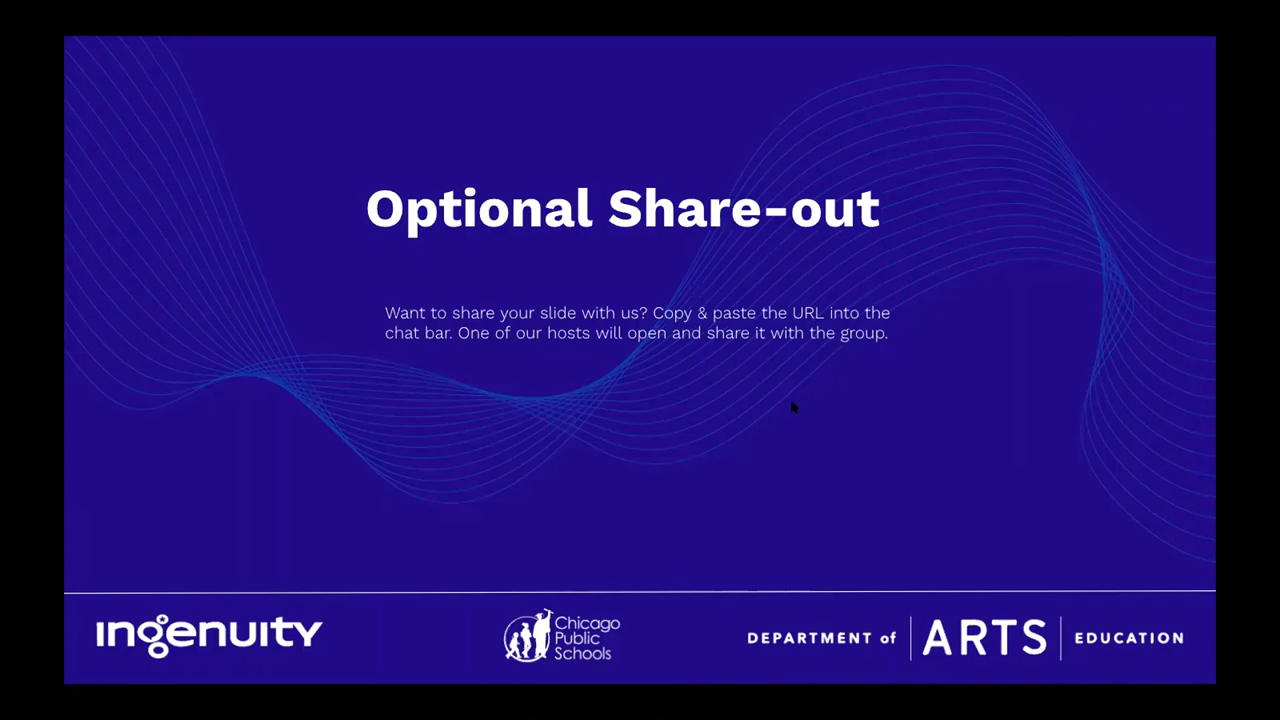 Optional Share-out
Want to share your slide with us? Copy & paste the URL into the
chat bar. One of our hosts will open and share it with the group.
ingenuity
Chicago
Public
Schools
DEPARTMENT of ARTS EDUCATION